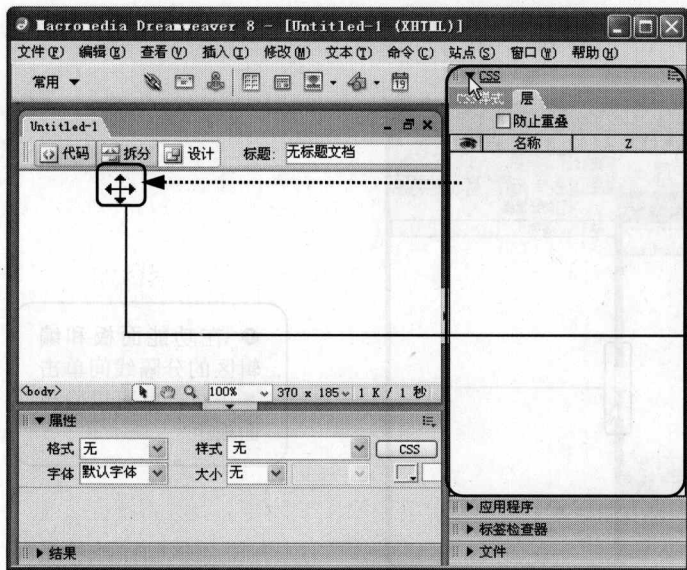 Macromedia Dreamweaver 8 - [Untitled-1 (XHTML)]
文件(F) 编辑(E) 查看(V) 插入(I) 修改(M) 文本(T) 命令(C) 站点(S) 窗口(W) 帮助(H)
常用
19
CSS
CSS样式 层
防止重叠
名称 Z
Untitled-1
代码 拆分 设计 标题: 无标题文档
<body> 100% 370 x 185 1 K / 1 秒
属性
格式 无 样式 无 CSS
字体 默认字体 大小 无
结果
应用程序
标签检查器
文件